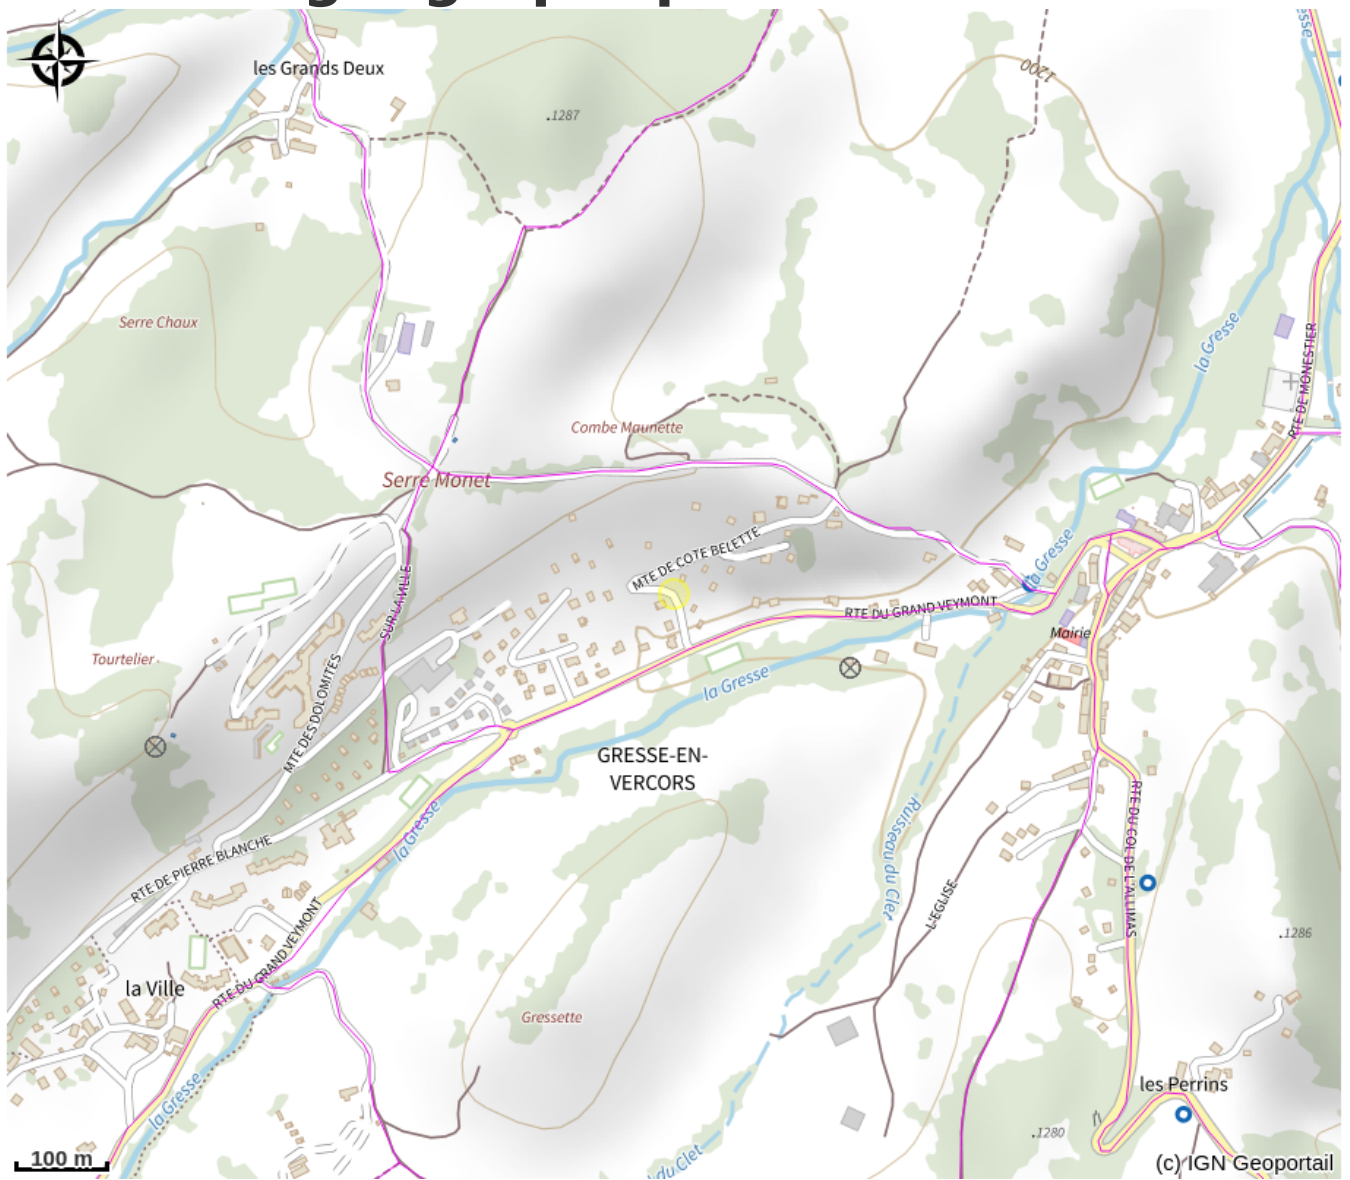 les Grands Deux
.1287
1200
esse
la Gresse
Serre Chaux
RTE DE MONESTIER
Combe Maunette
Serre Monet
MTE DE COTE BELETTE
la Gresse
SUR LA VILLE
RTE DU GRAND VEYMONT
Mairie
Tourtelier
MTE DES DOLOMITES
la Gresse
GRESSE-EN-
VERCORS
la Gresse
RTE DE PIERRE BLANCHE
Ruisseau du Clet
RTE DU COL DE L'ALLIMAS
L'EGLISE
RTE DU GRAND VEYMONT
.1286
la Ville
Gressette
la Gresse
les Perrins
.1280
du Clet
100 m
(c) IGN Geoportail